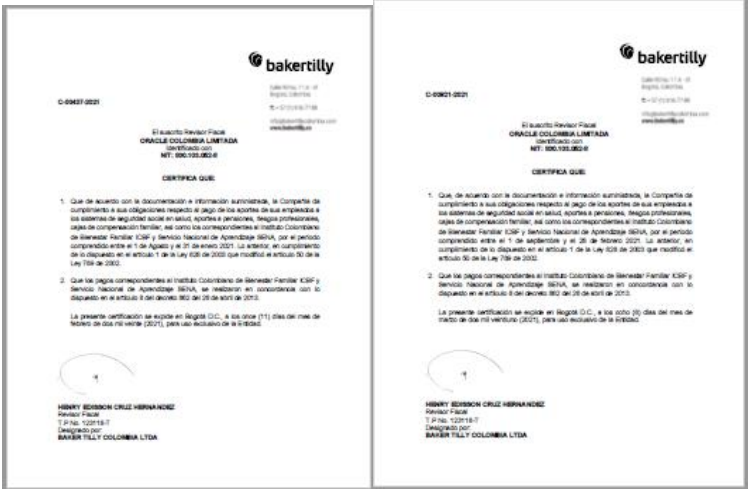 bakertilly
C-00437-2021
El suscrito Revisor Fiscal
ORACLE COLOMBIA LIMITADA
Identificado con
CERTIFICA QUE:
1. Que de acuerdo con la documentación e información suministrada, la Compañía da
cumplimiento a sus obligaciones respecto al pago de los aportes de sus empleados a
los sistemas de seguridad social en salud, aportes a pensiones, riesgos profesionales,
cajas de compensación familiar, así como los correspondientes al Instituto Colombiano
de Bienestar Familiar ICBF y Servicio Nacional de Aprendizaje SENA, por el periodo
comprendido entre el 1 de Agosto y el 31 de enero 2021. Lo anterior, en cumplimiento
de lo dispuesto en el artículo 1 de la Ley 828 de 2003 que modificó el artículo 50 de la
Ley 789 de 2002.
2. Que los pagos correspondientes al Instituto Colombiano de Bienestar Familiar ICBF y
Servicio Nacional de Aprendizaje SENA, se realizaron en concordancia con lo
dispuesto en el artículo 8 del decreto 862 del 26 de abril de 2013.
La presente certificación se expide en Bogotá D.C., a los once (11) días del mes de
febrero de dos mil veinte (2021), para uso exclusivo de la Entidad.
HENRY EDISSON CRUZ HERNANDEZ
Revisor Fiscal
T.P No. 123118-T
Designado por:
BAKER TILLY COLOMBIA LTDA
bakertilly
C-00921-2021
El suscrito Revisor Fiscal
ORACLE COLOMBIA LIMITADA
Identificado con
CERTIFICA QUE:
1. Que, de acuerdo con la documentación e información suministrada, la Compañía da
cumplimiento a sus obligaciones respecto al pago de los aportes de sus empleados a
los sistemas de seguridad social en salud, aportes a pensiones, riesgos profesionales,
cajas de compensación familiar, así como los correspondientes al Instituto Colombiano
de Bienestar Familiar ICBF y Servicio Nacional de Aprendizaje SENA, por el periodo
comprendido entre el 1 de septiembre y el 28 de febrero 2021. Lo anterior, en
cumplimiento de lo dispuesto en el artículo 1 de la Ley 828 de 2003 que modificó el
artículo 50 de la Ley 789 de 2002.
2. Que los pagos correspondientes al Instituto Colombiano de Bienestar Familiar ICBF y
Servicio Nacional de Aprendizaje SENA, se realizaron en concordancia con lo
dispuesto en el artículo 8 del decreto 862 del 26 de abril de 2013.
La presente certificación se expide en Bogotá D.C., a los ocho (8) días del mes de
marzo de dos mil veintiuno (2021), para uso exclusivo de la Entidad.
HENRY EDISSON CRUZ HERNANDEZ
Revisor Fiscal
T.P No. 123118-T
Designado por:
BAKER TILLY COLOMBIA LTDA